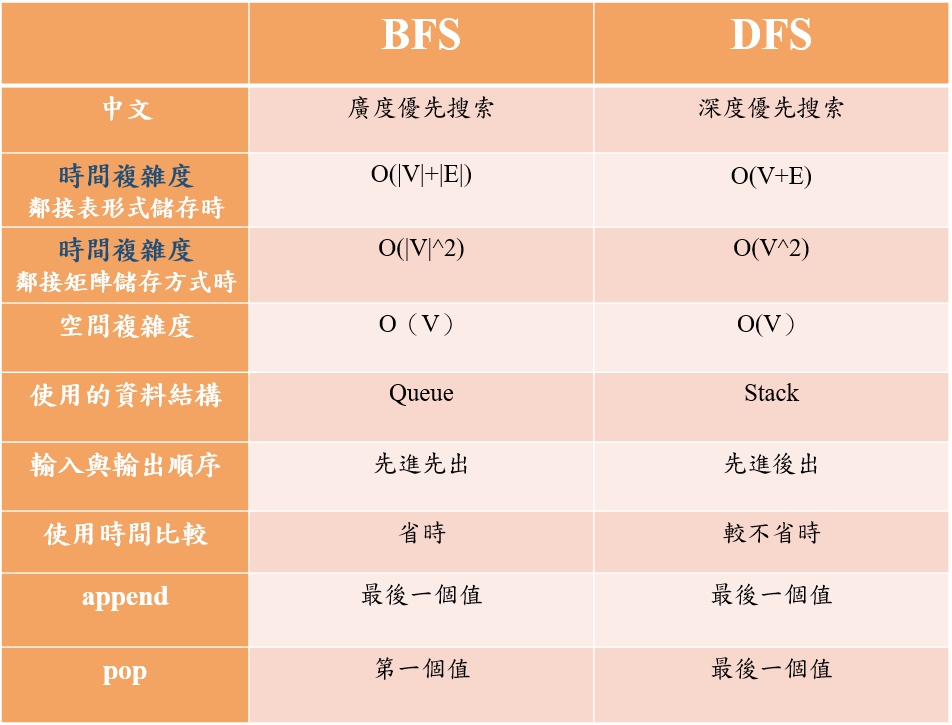 BFS DFS
中文 廣度優先搜索 深度優先搜索
時間複雜度 O(|V|+|E|) O(V+E)
鄰接表形式儲存時
時間複雜度 O(|V|^2) O(V^2)
鄰接矩陣儲存方式時
空間複雜度 O（V） O(V）
使用的資料結構 Queue Stack
輸入與輸出順序 先進先出 先進後出
使用時間比較 省時 較不省時
append 最後一個值 最後一個值
pop 第一個值 最後一個值